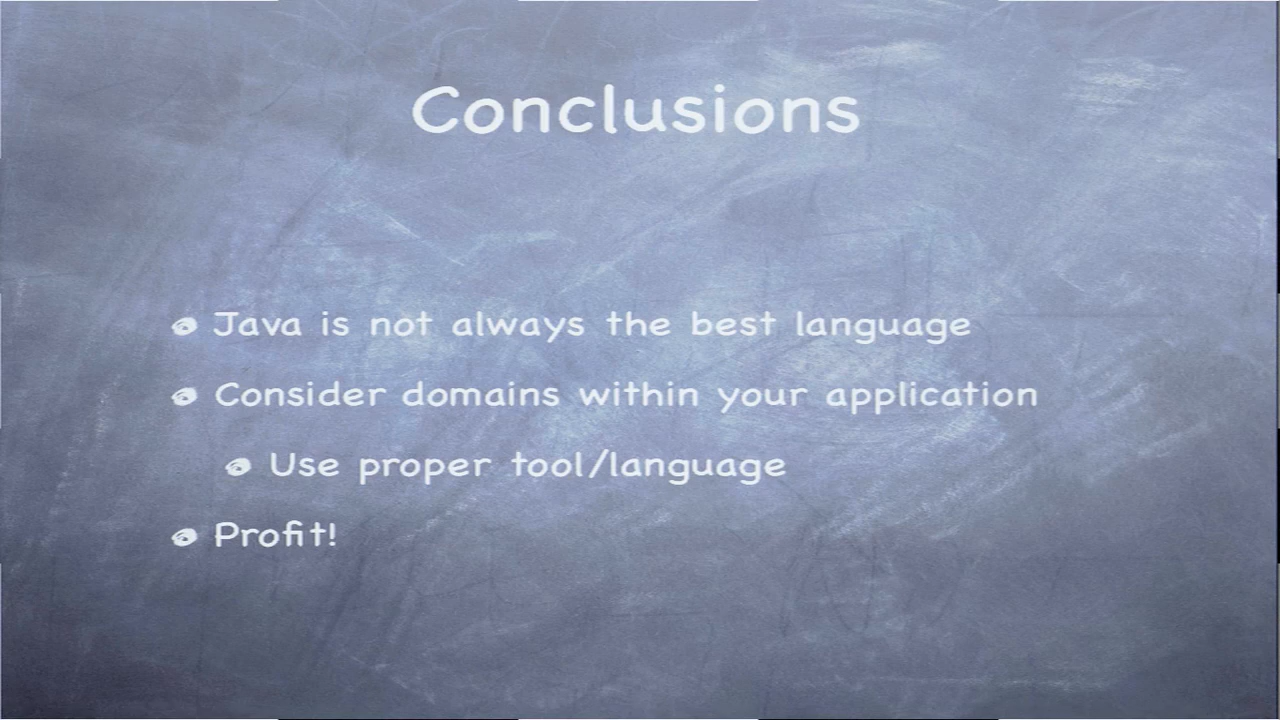 Conclusions
Java is not always the best language
Consider domains within your application
Use proper tool/language
Profit!